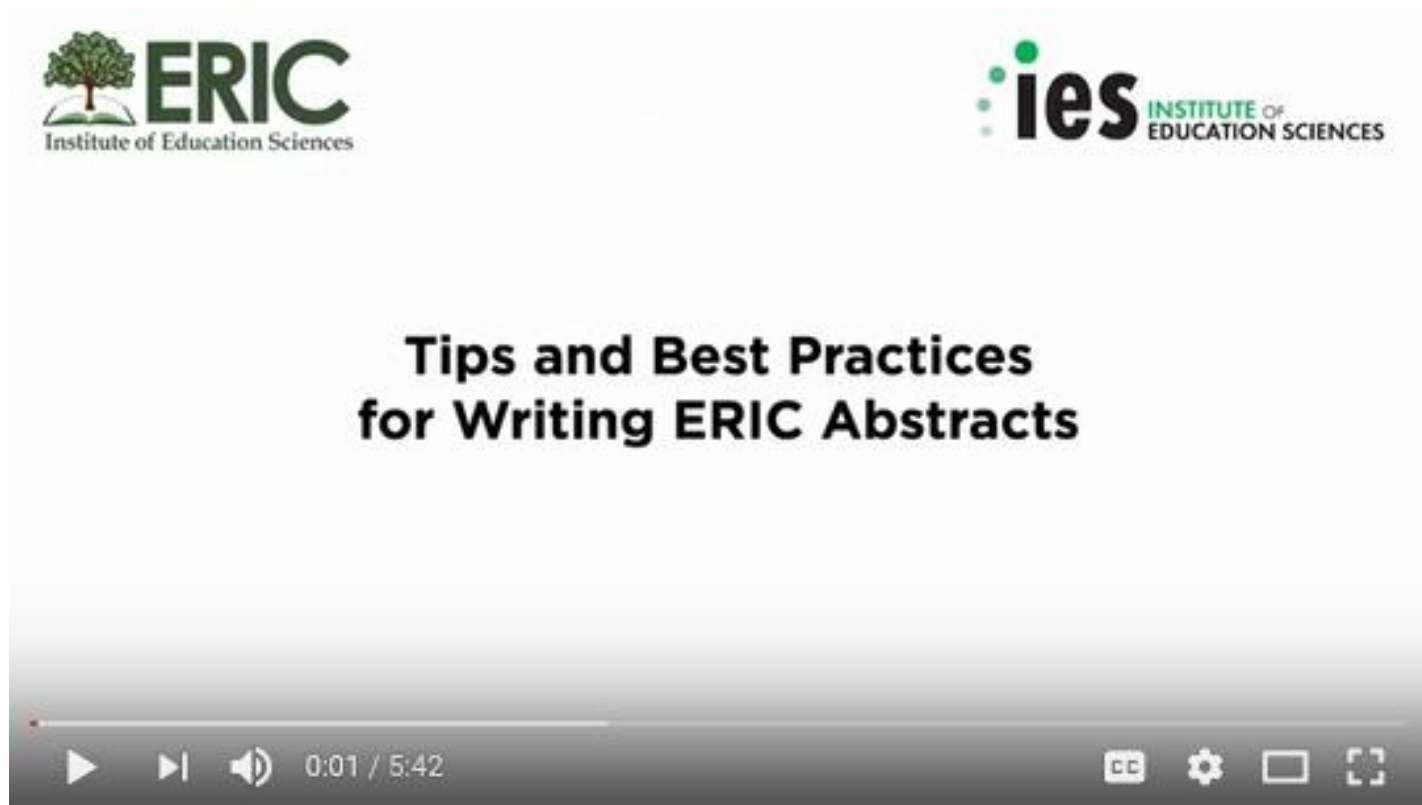 ERIC
Institute of Education Sciences
ies INSTITUTE OF
EDUCATION SCIENCES
Tips and Best Practices
for Writing ERIC Abstracts
0:01 / 5:42
CC